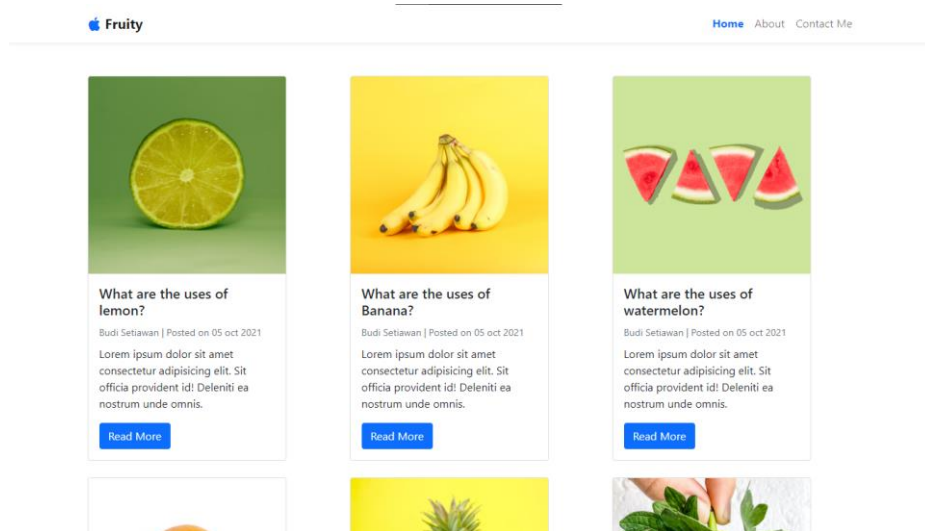 Fruity
Home About Contact Me
What are the uses of
lemon?
Budi Setiawan | Posted on 05 oct 2021
Lorem ipsum dolor sit amet
consectetur adipisicing elit. Sit
officia provident id! Deleniti ea
nostrum unde omnis.
Read More
What are the uses of
Banana?
Budi Setiawan | Posted on 05 oct 2021
Lorem ipsum dolor sit amet
consectetur adipisicing elit. Sit
officia provident id! Deleniti ea
nostrum unde omnis.
Read More
What are the uses of
watermelon?
Budi Setiawan | Posted on 05 oct 2021
Lorem ipsum dolor sit amet
consectetur adipisicing elit. Sit
officia provident id! Deleniti ea
nostrum unde omnis.
Read More